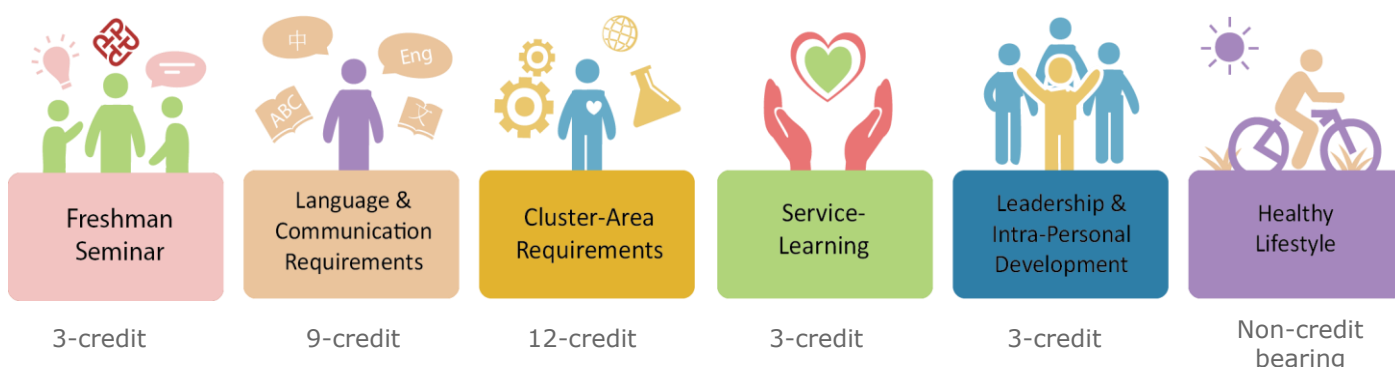 中
Eng
ABC
文
Freshman
Seminar
Language &
Communication
Requirements
Cluster-Area
Requirements
Service-
Learning
Leadership &
Intra-Personal
Development
Healthy
Lifestyle
3-credit
9-credit
12-credit
3-credit
3-credit
Non-credit
bearing